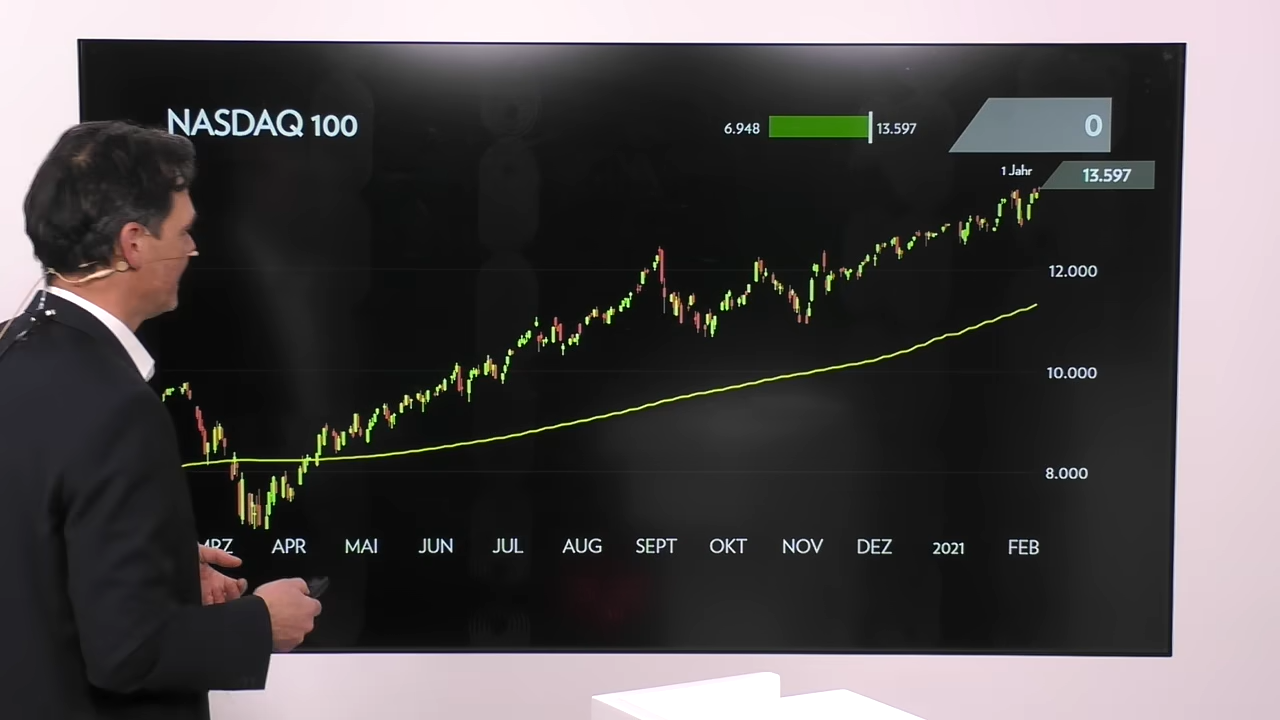 NASDAQ 100
6.948 13.597
0
1 Jahr
13.597
12.000
10.000
8.000
MRZ APR MAI JUN JUL AUG SEPT OKT NOV DEZ 2021 FEB